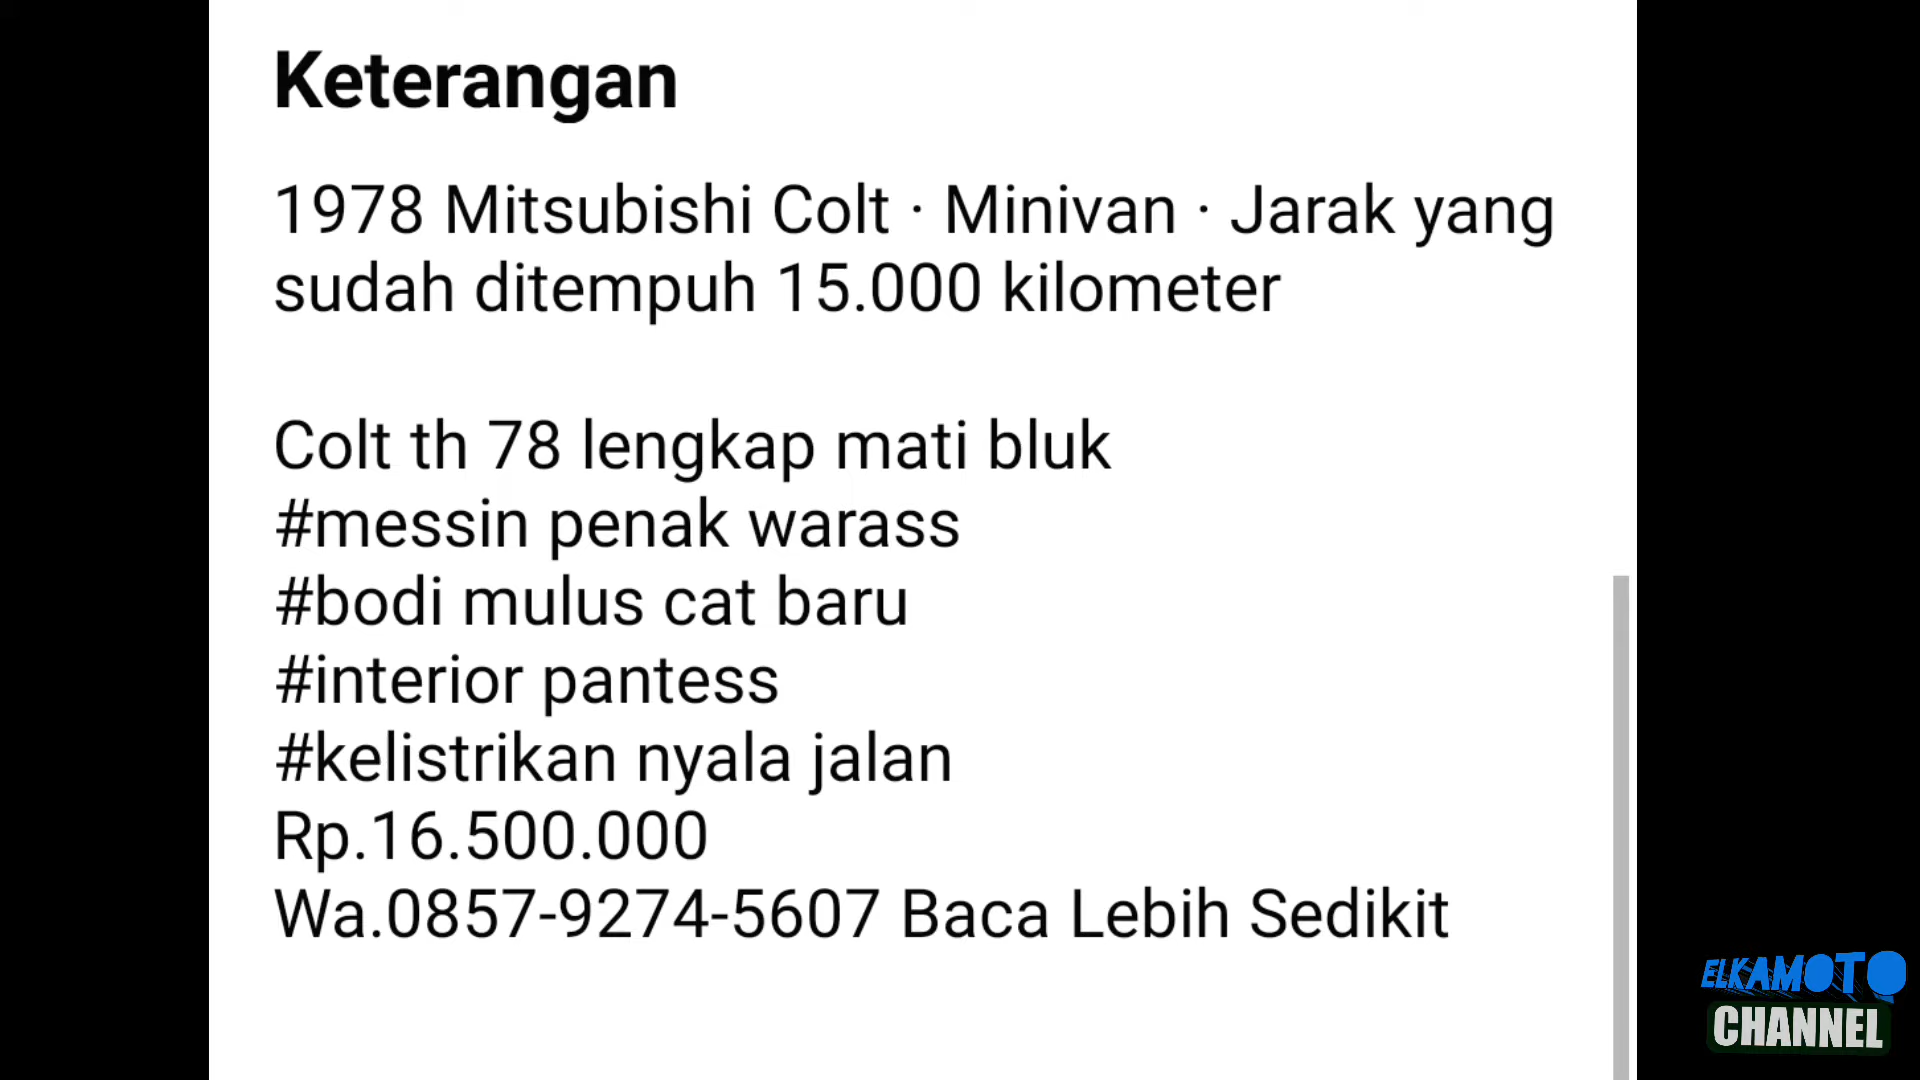 Keterangan
1978 Mitsubishi Colt · Minivan · Jarak yang
sudah ditempuh 15.000 kilometer
Colt th 78 lengkap mati bluk
#messin penak warass
#bodi mulus cat baru
#interior pantess
#kelistrikan nyala jalan
Rp.16.500.000
Wa.0857-9274-5607 Baca Lebih Sedikit
ELKAMOTO
CHANNEL